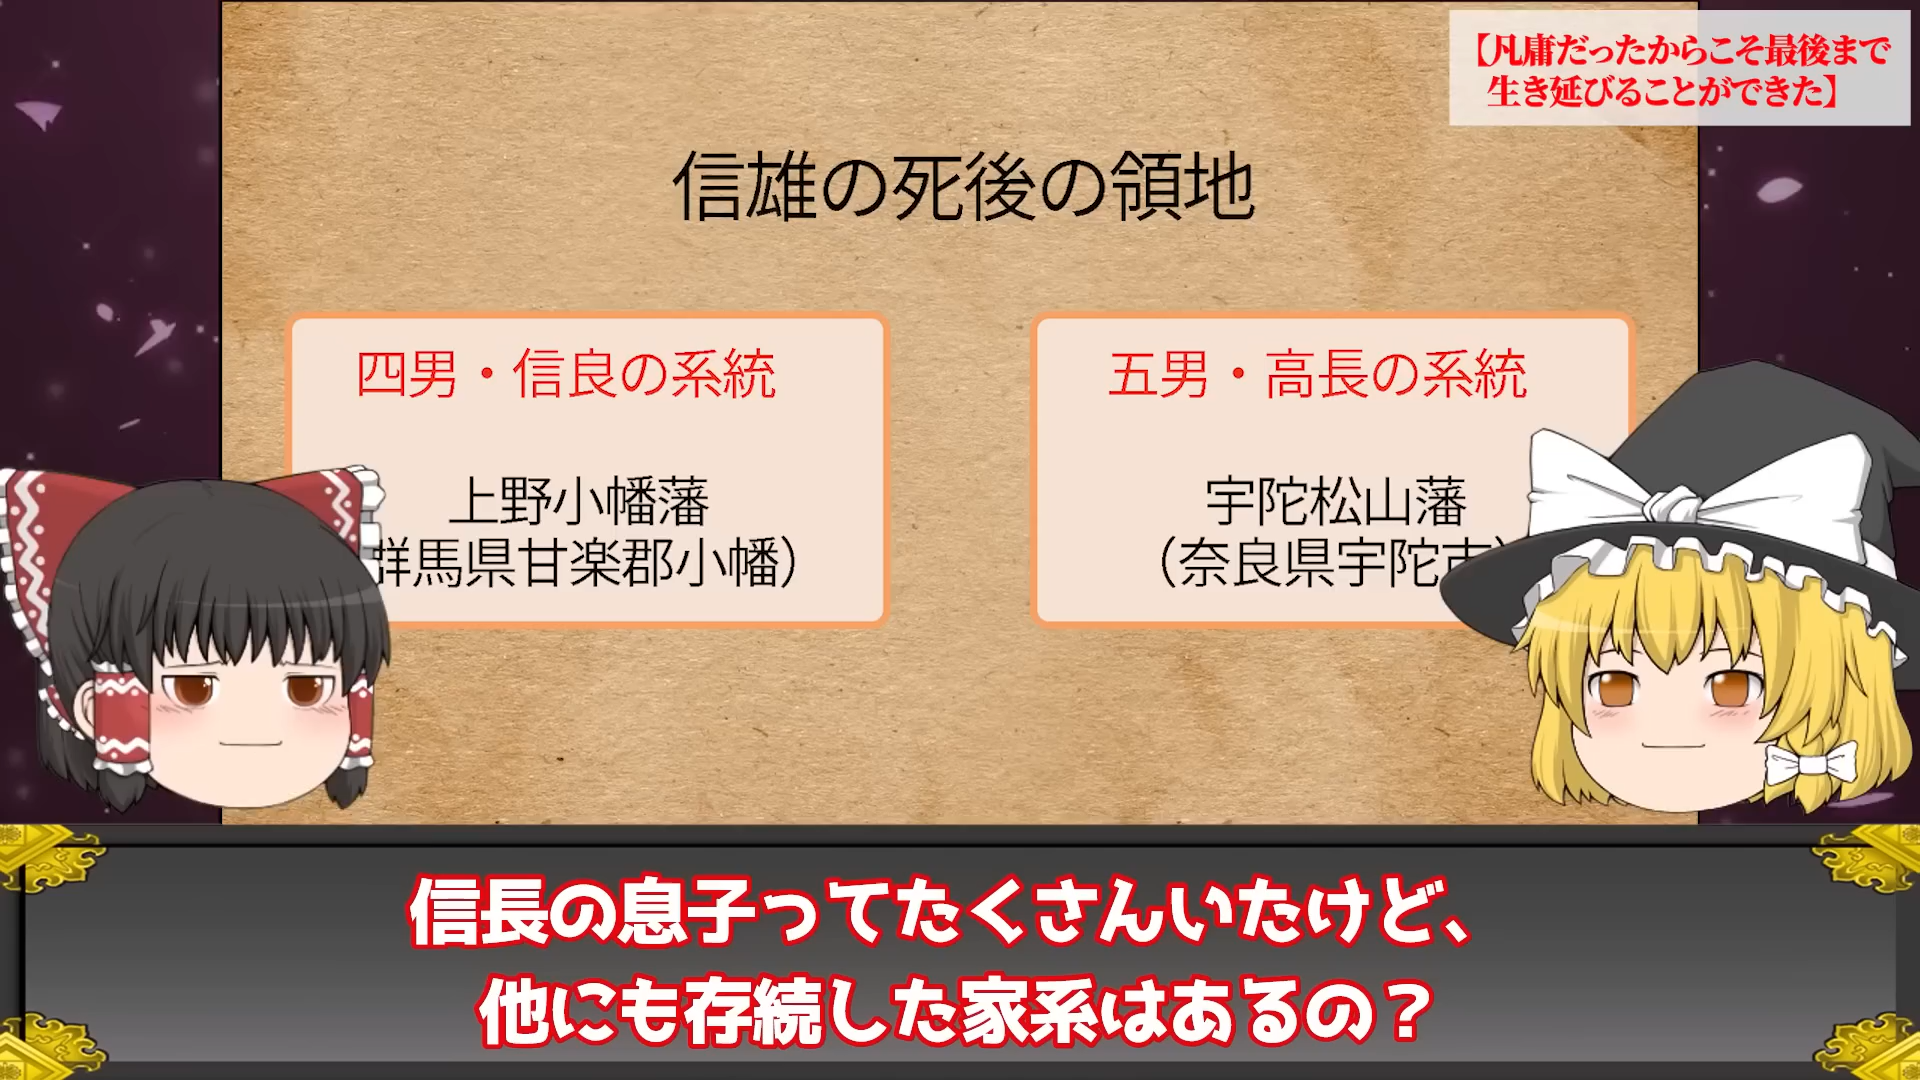 【凡庸だったからこそ最後まで
生き延びることができた】
信雄の死後の領地
四男・信良の系統
上野小幡藩
群馬県甘楽郡小幡）
五男・高長の系統
宇陀松山藩
（奈良県宇陀市）
信長の息子ってたくさんいたけど、
他にも存続した家系はあるの？